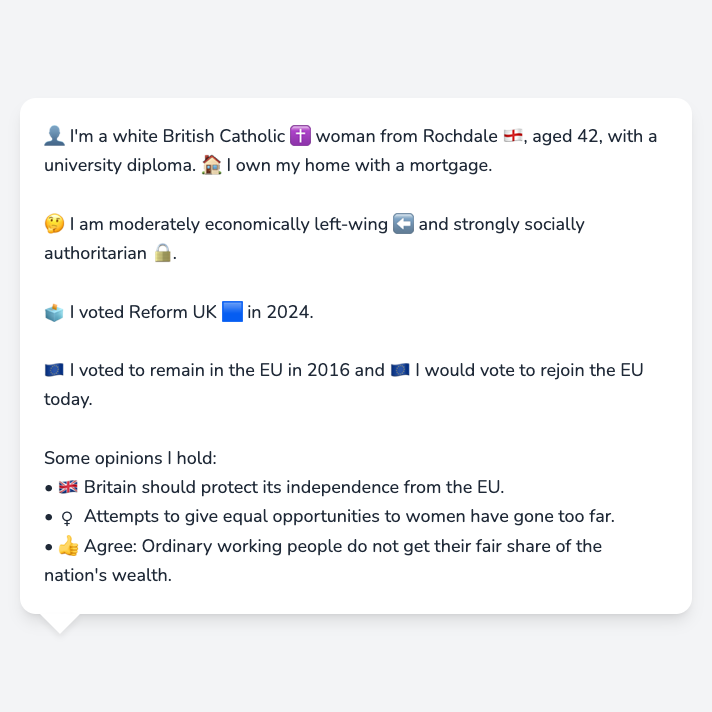 👤 I'm a white British Catholic ✝️ woman from Rochdale 🏴󠁧󠁢󠁥󠁮󠁧󠁿, aged 42, with a
university diploma. 🏠 I own my home with a mortgage.
🤔 I am moderately economically left-wing ⬅️ and strongly socially
authoritarian 🔒.
🗳️ I voted Reform UK 🟦 in 2024.
🇪🇺 I voted to remain in the EU in 2016 and 🇪🇺 I would vote to rejoin the EU
today.
Some opinions I hold:
• 🇬🇧 Britain should protect its independence from the EU.
• ♀ Attempts to give equal opportunities to women have gone too far.
• 👍 Agree: Ordinary working people do not get their fair share of the
nation's wealth.